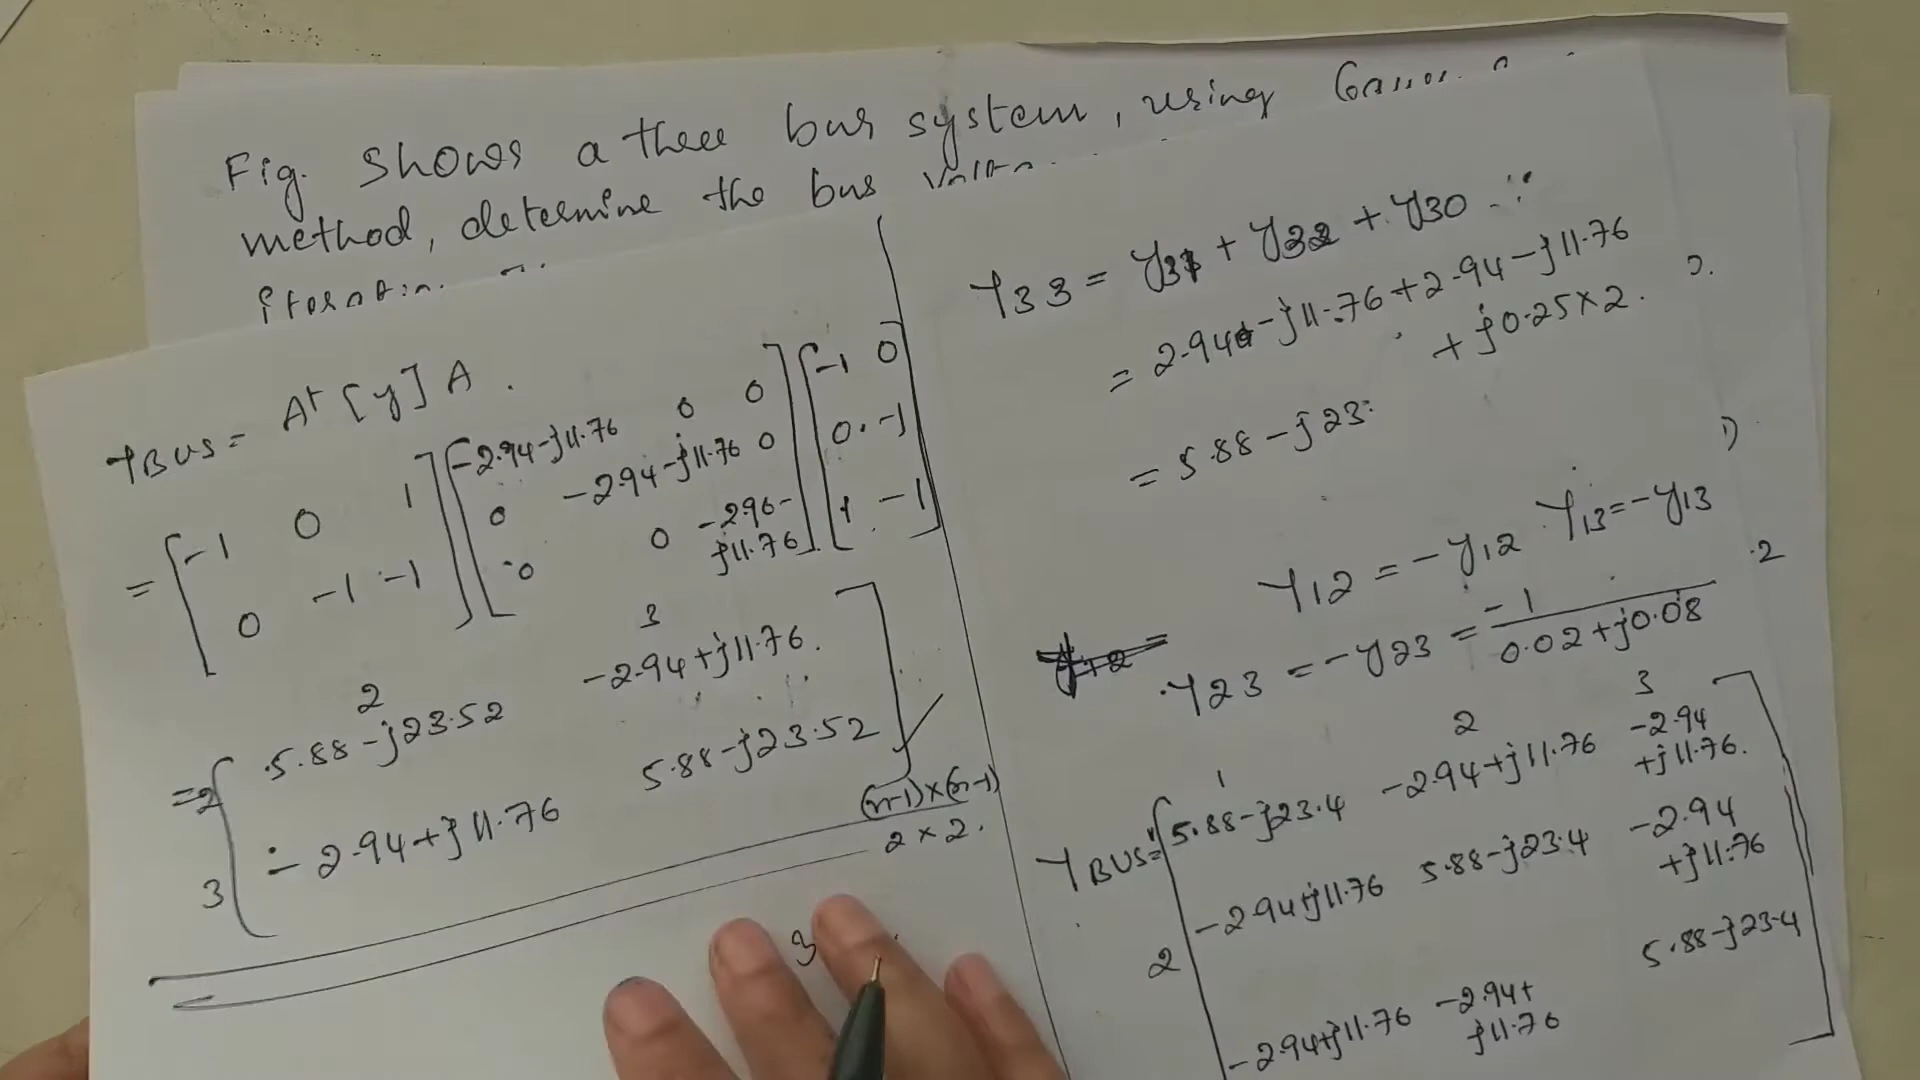 Fig. Shows a three bus system, using
method, determine the bus
YBUS = Aᵗ [y] A .
= [ -1 0 1 [ -2.94-j11.76 0 0 [ -1 0
0 -1 -1 ] 0 -2.94-j11.76 0 0 -1
0 0 -2.96-j11.76 ] 1 -1 ]
2 3
= 2 [ 5.88-j23.52 -2.94+j11.76.
3 -2.94+j11.76 5.88-j23.52 ]
(n-1)×(n-1)
2×2.
3
Y33 = y31 + y32 + y30
= 2.94-j11.76+2.94-j11.76
+ j0.25×2.
= 5.88-j23
Y12 = -y12 Y13 = -y13
Y23 = -y23 = -1 / 0.02+j0.08
1 2 3
YBUS = 1 [ 5.88-j23.4 -2.94+j11.76 -2.94+j11.76.
2 -2.94+j11.76 5.88-j23.4 -2.94+j11.76
-2.94+j11.76 -2.94+j11.76 5.88-j23.4 ]
1)
.2